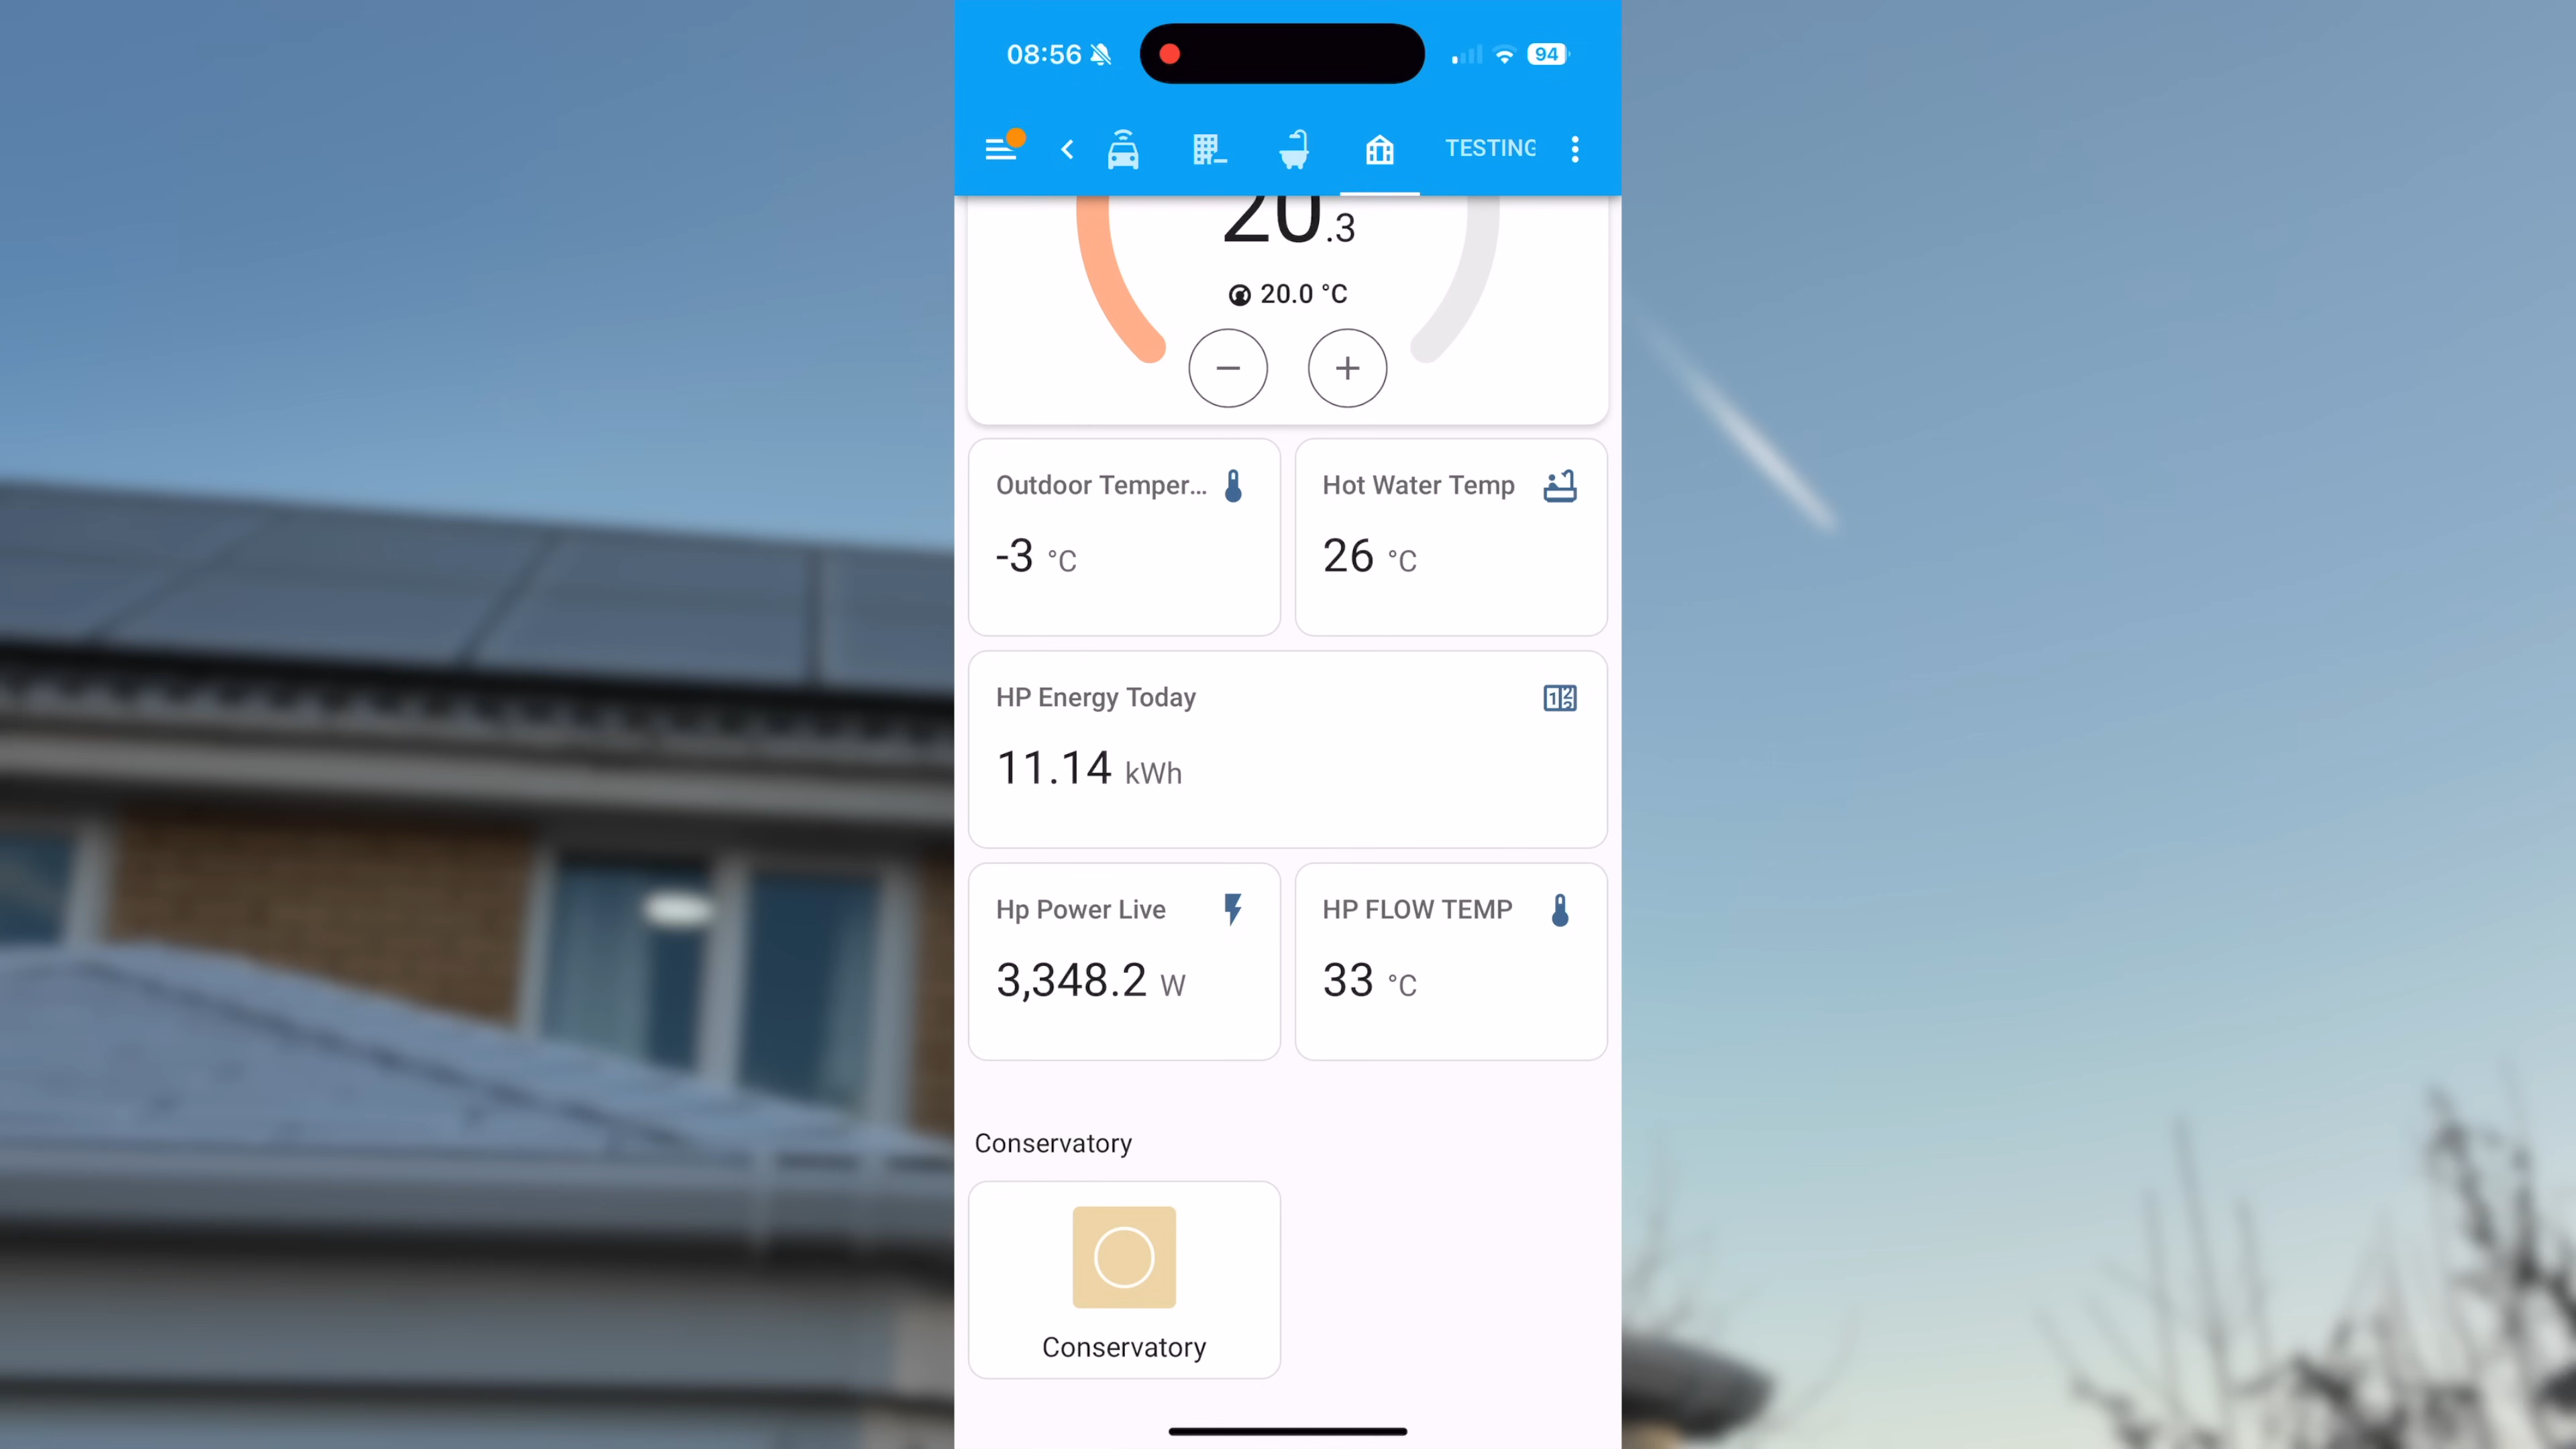 08:56
94
TESTING
20.3
20.0 °C
Outdoor Temper...
Hot Water Temp
-3 °C
26 °C
HP Energy Today
11.14 kWh
Hp Power Live
HP FLOW TEMP
3,348.2 W
33 °C
Conservatory
Conservatory